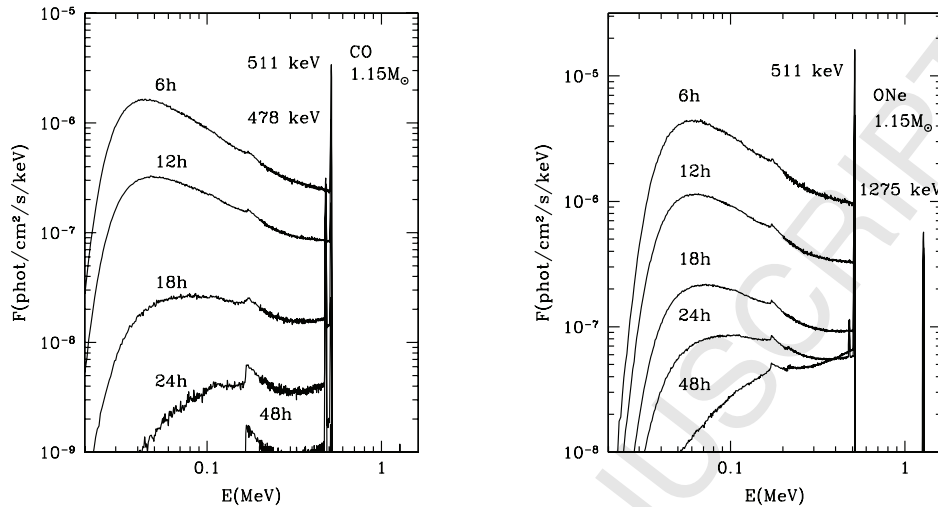 10⁻⁵
10⁻⁶
10⁻⁷
10⁻⁸
10⁻⁹
F(phot/cm²/s/keV)
511 keV
CO
1.15M⊙
478 keV
6h
12h
18h
24h
48h
0.1
1
E(MeV)
10⁻⁵
10⁻⁶
10⁻⁷
10⁻⁸
F(phot/cm²/s/keV)
511 keV
ONe
1.15M⊙
1275 keV
6h
12h
18h
24h
48h
0.1
1
E(MeV)
USCRIPT